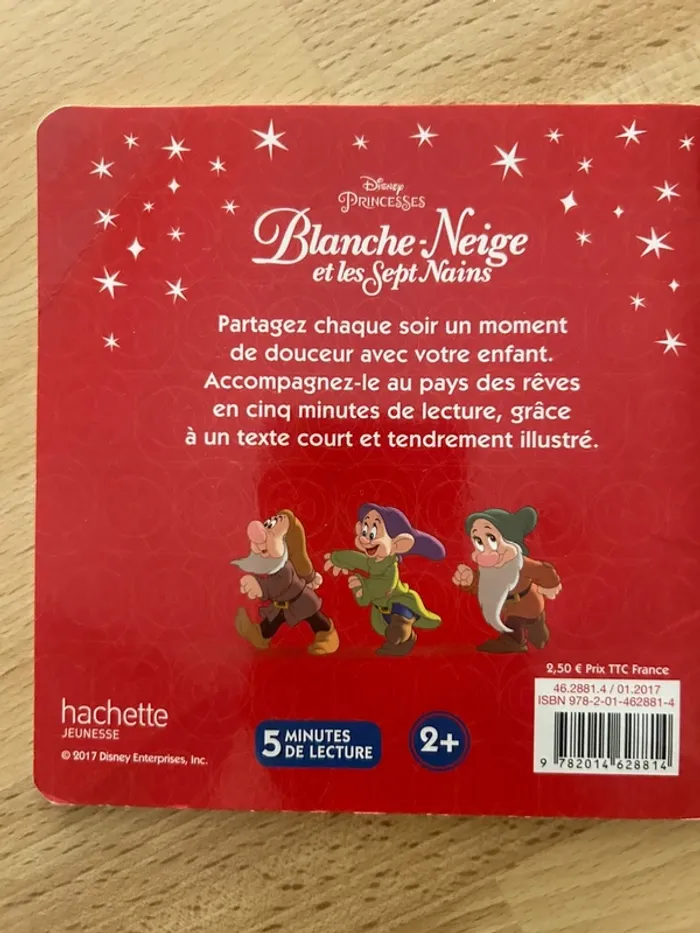 Disney
PRINCESSES
Blanche-Neige
et les Sept Nains
Partagez chaque soir un moment
de douceur avec votre enfant.
Accompagnez-le au pays des rêves
en cinq minutes de lecture, grâce
à un texte court et tendrement illustré.
2,50 € Prix TTC France
46.2881.4 / 01.2017
ISBN 978-2-01-462881-4
9 782014 628814
hachette
JEUNESSE
© 2017 Disney Enterprises, Inc.
5 MINUTES
DE LECTURE
2+